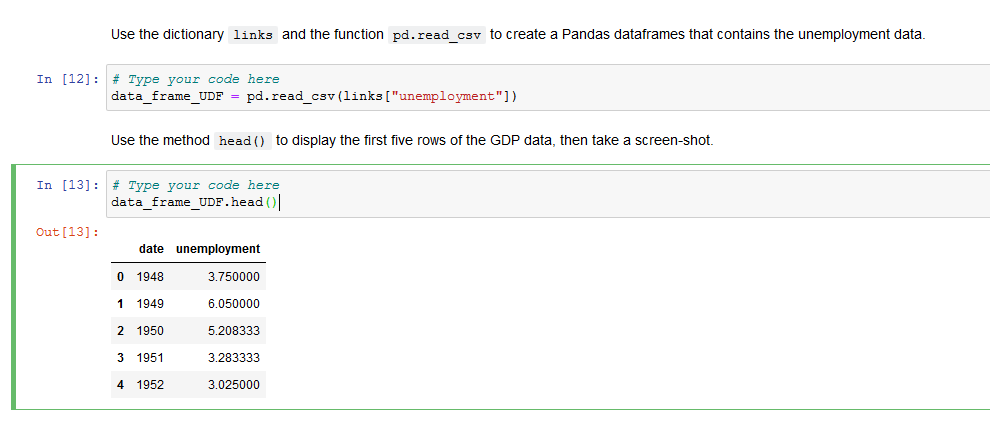 Use the dictionary links and the function pd.read_csv to create a Pandas dataframes that contains the unemployment data.
In [12]: # Type your code here
data_frame_UDF = pd.read_csv(links["unemployment"])
Use the method head() to display the first five rows of the GDP data, then take a screen-shot.
In [13]: # Type your code here
data_frame_UDF.head()
Out[13]:
date unemployment
0 1948 3.750000
1 1949 6.050000
2 1950 5.208333
3 1951 3.283333
4 1952 3.025000